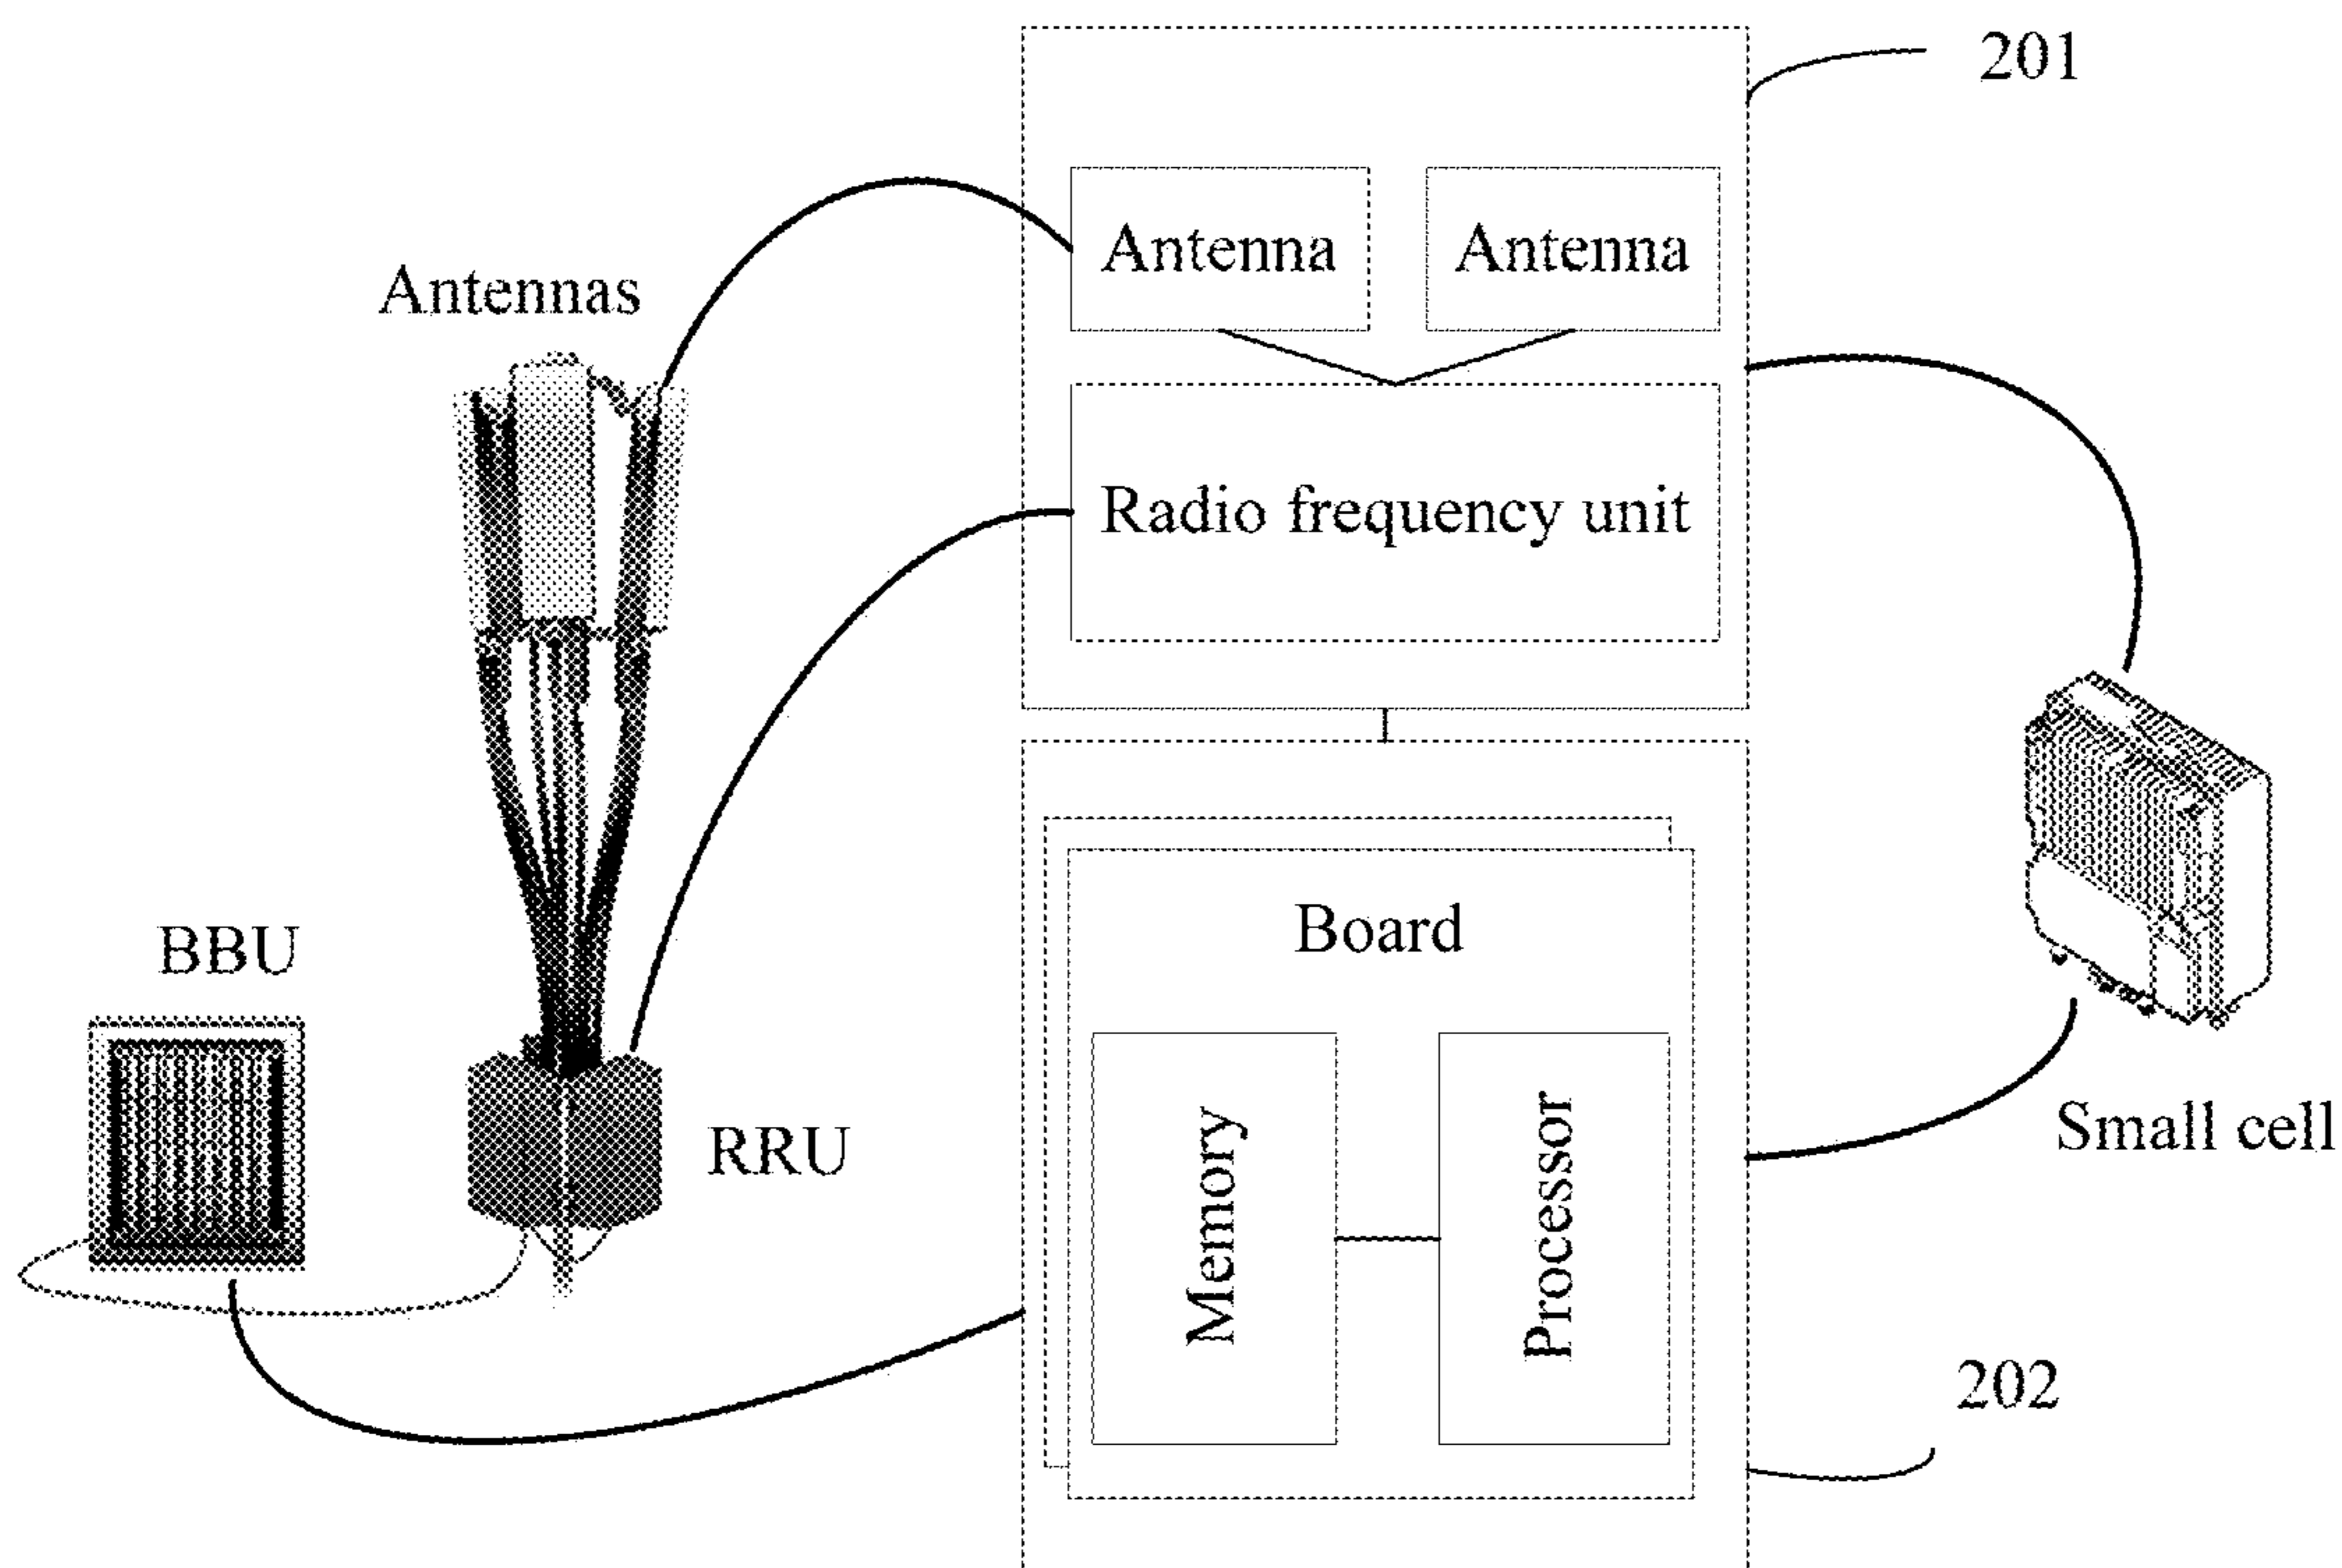 201
Antenna
Antenna
Antennas
Radio frequency unit
Board
BBU
Memory
Processor
RRU
Small cell
202